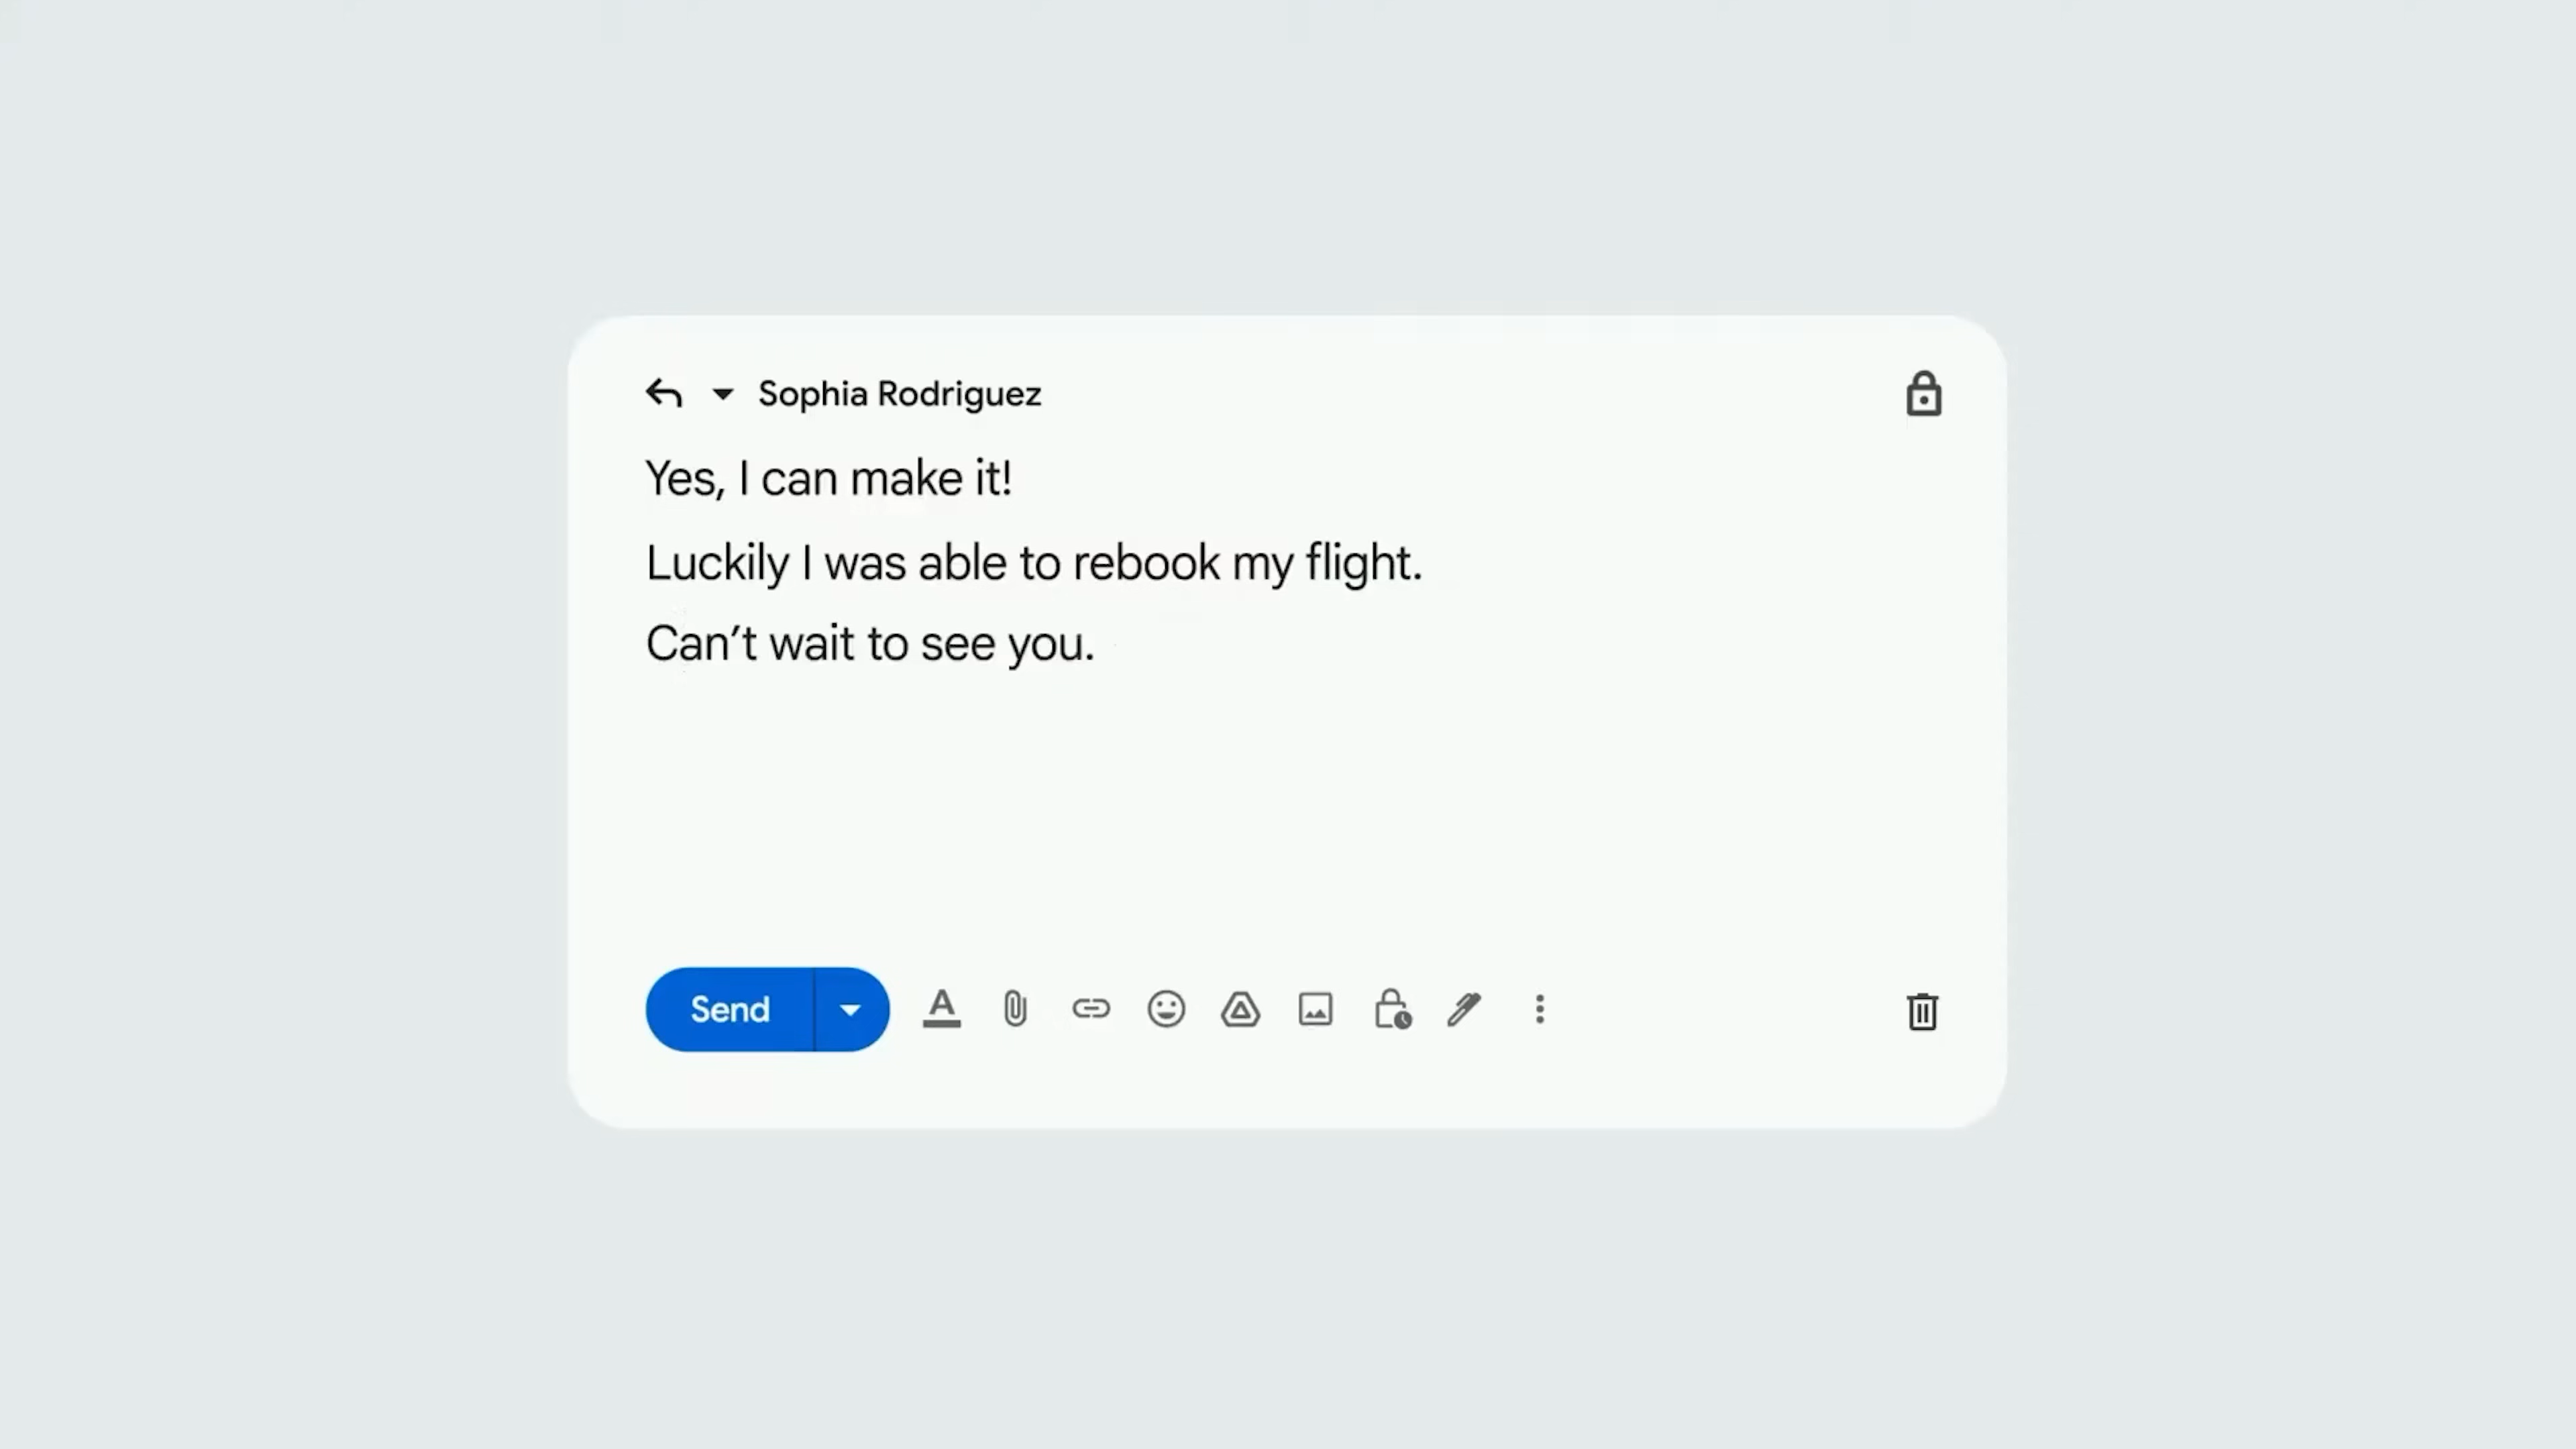 Sophia Rodriguez
Yes, I can make it!
Luckily I was able to rebook my flight.
Can’t wait to see you.
Send